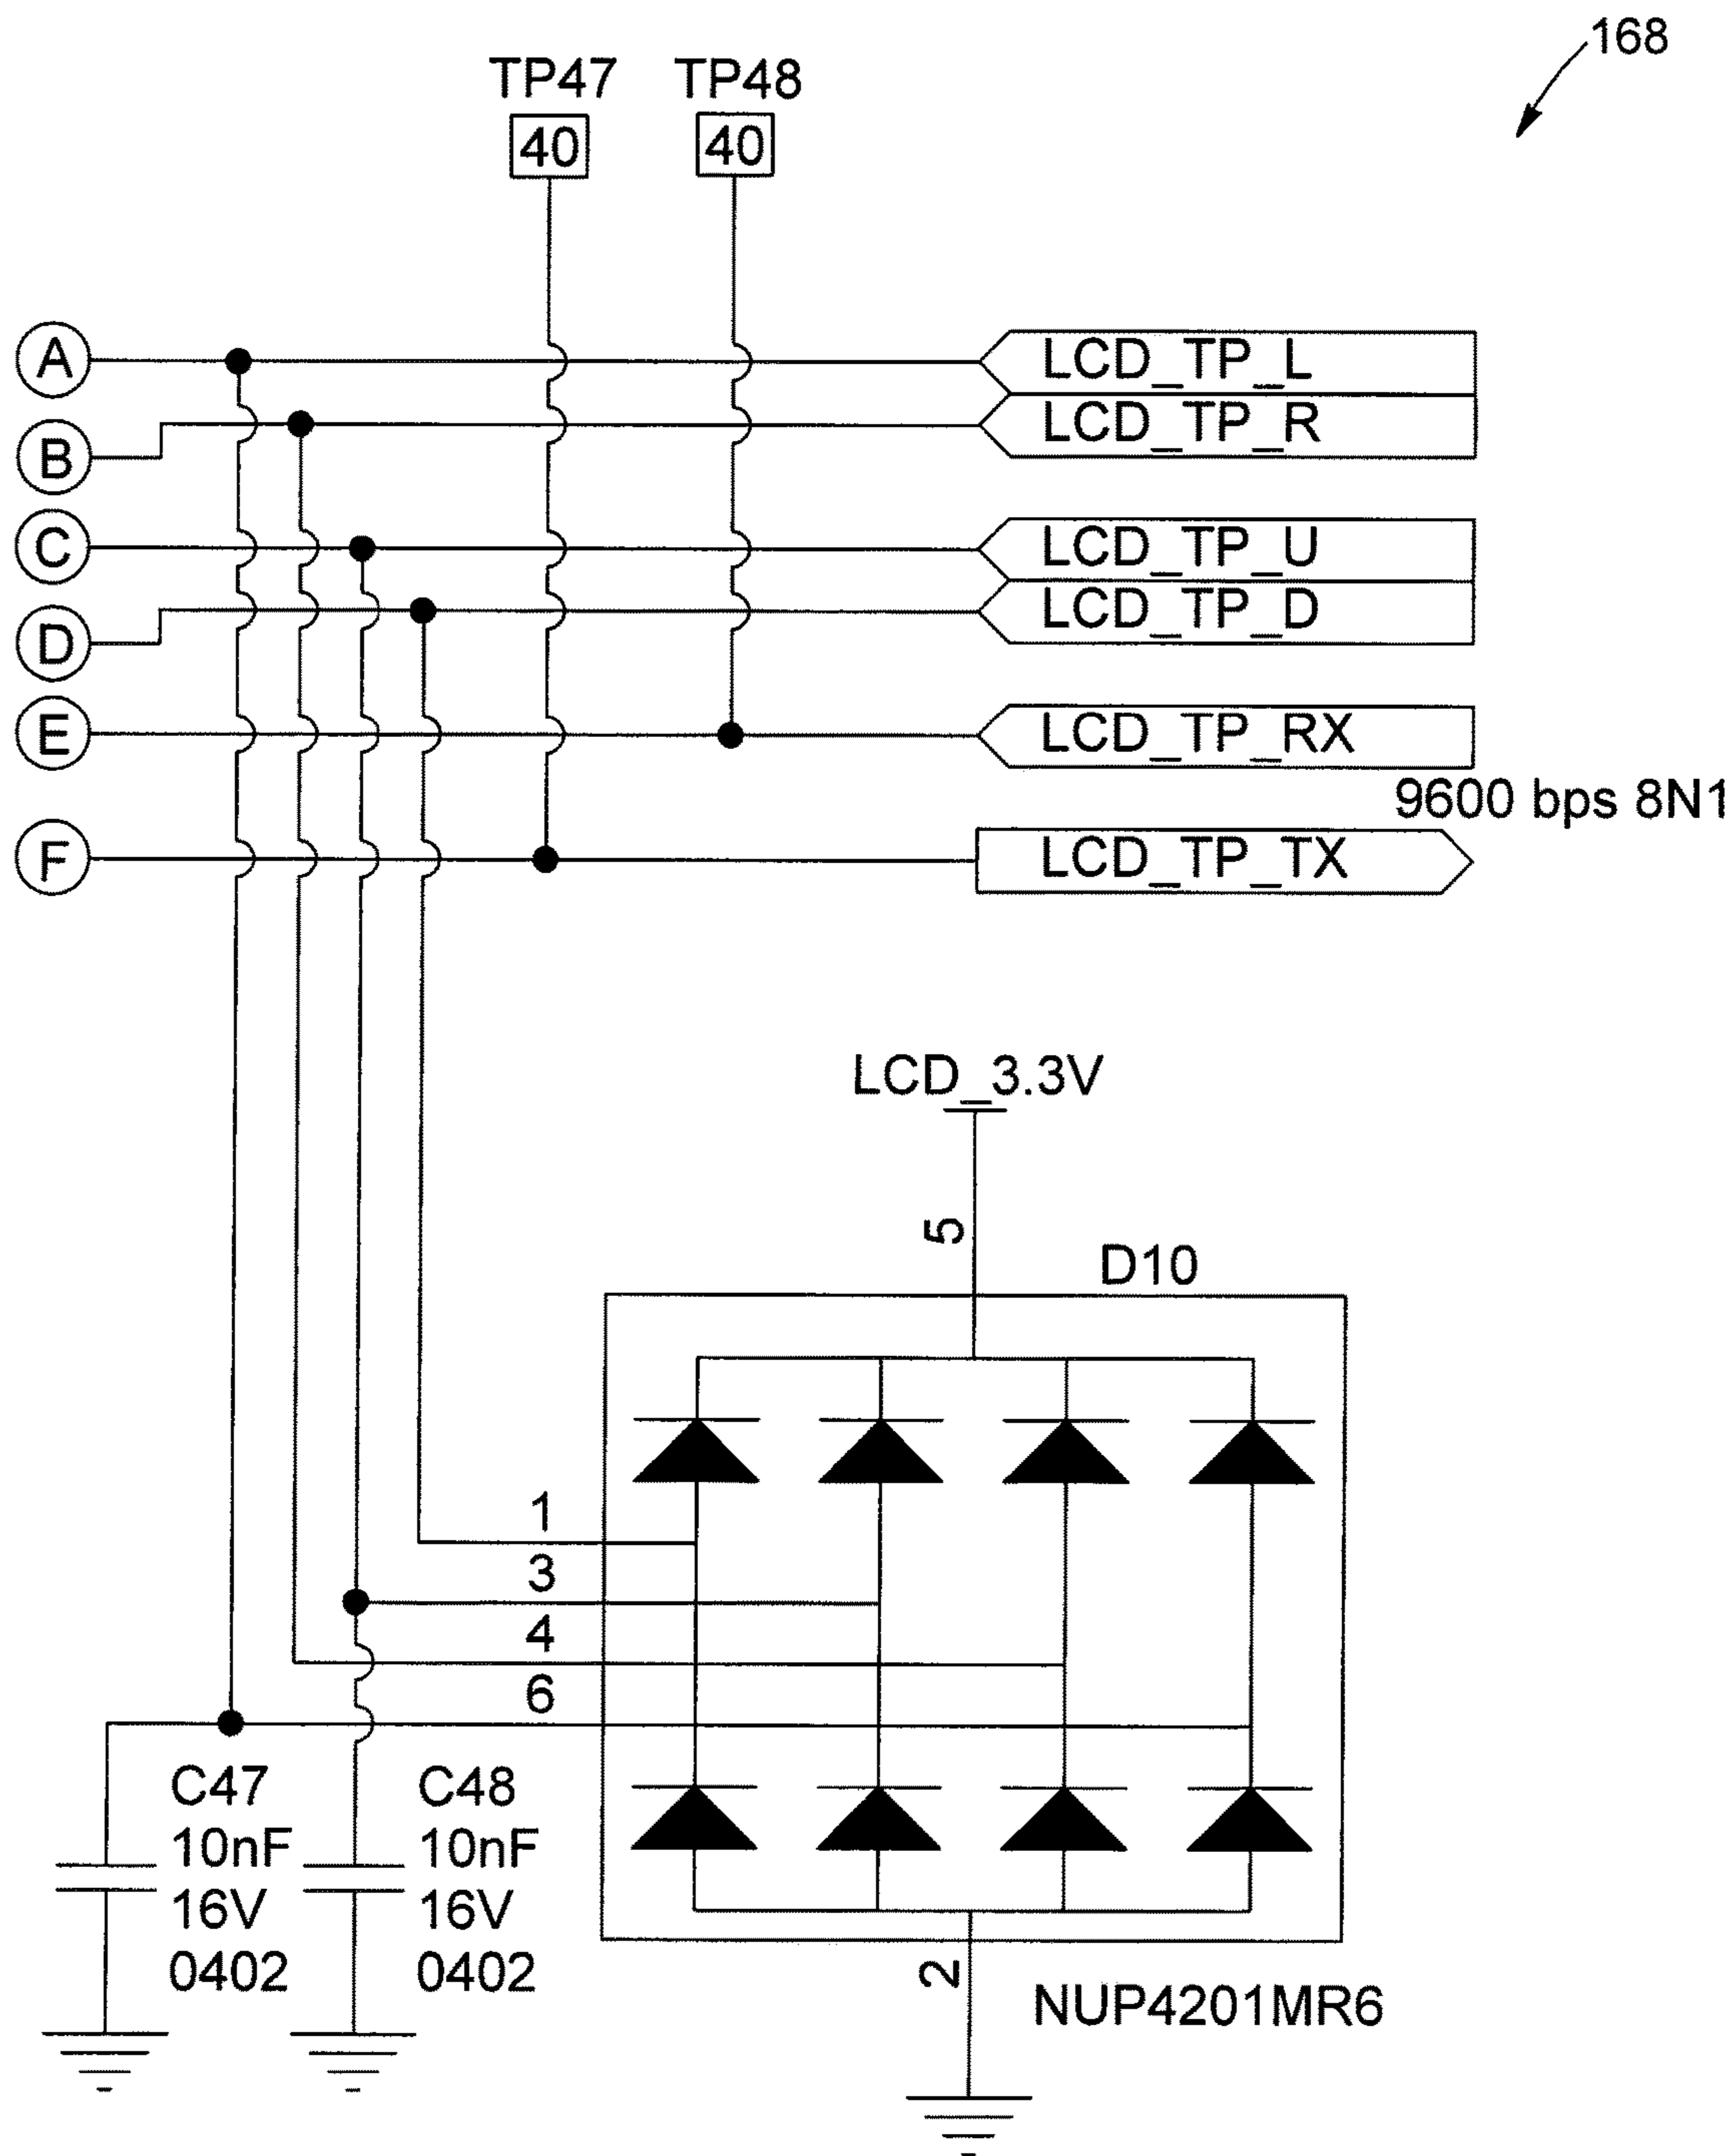 168
TP47 TP48
40 40
A LCD_TP_L
B LCD_TP_R
C LCD_TP_U
D LCD_TP_D
E LCD_TP_RX
9600 bps 8N1
F LCD_TP_TX
LCD_3.3V
5
D10
1
3
4
6
C47 C48
10nF 10nF
16V 16V
0402 0402
2
NUP4201MR6